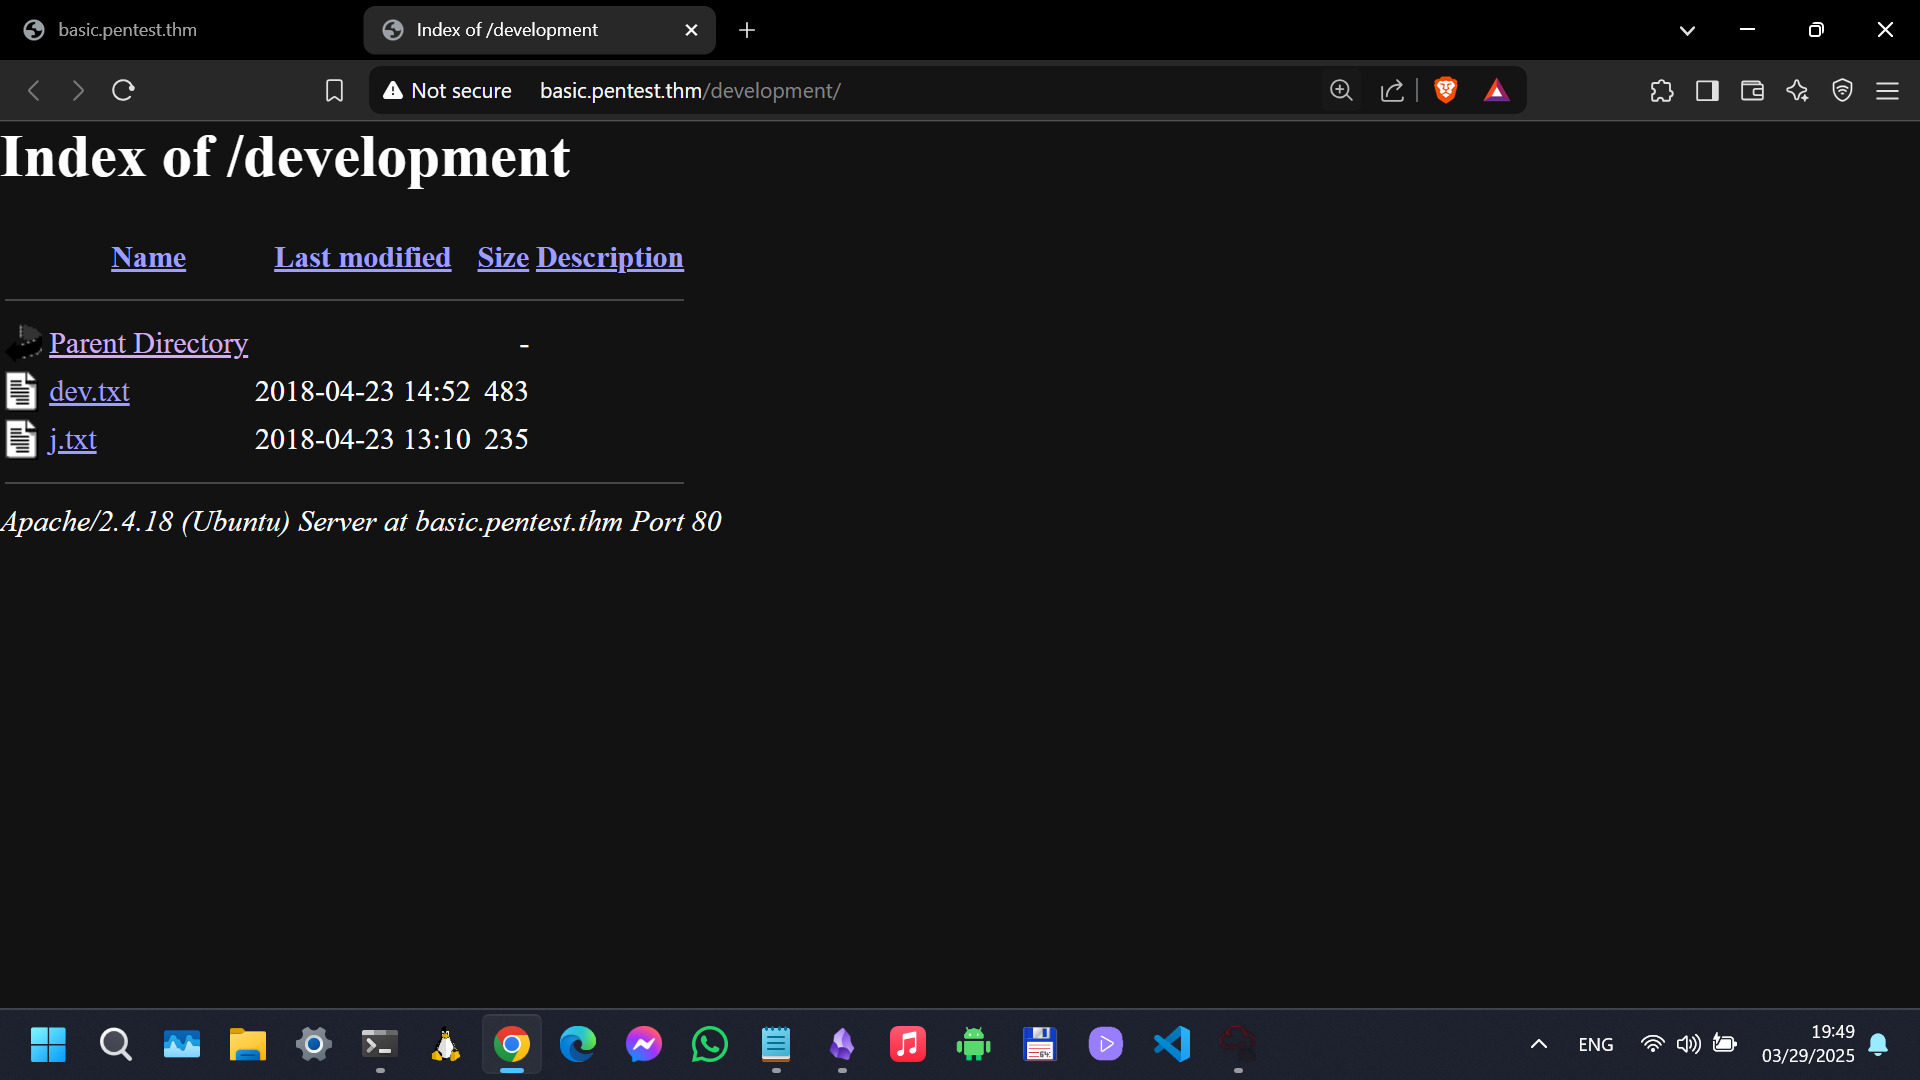 basic.pentest.thm
Index of /development
Not secure basic.pentest.thm/development/
Index of /development
Name Last modified Size Description
Parent Directory -
dev.txt 2018-04-23 14:52 483
j.txt 2018-04-23 13:10 235
Apache/2.4.18 (Ubuntu) Server at basic.pentest.thm Port 80
64
ENG
19:49
03/29/2025